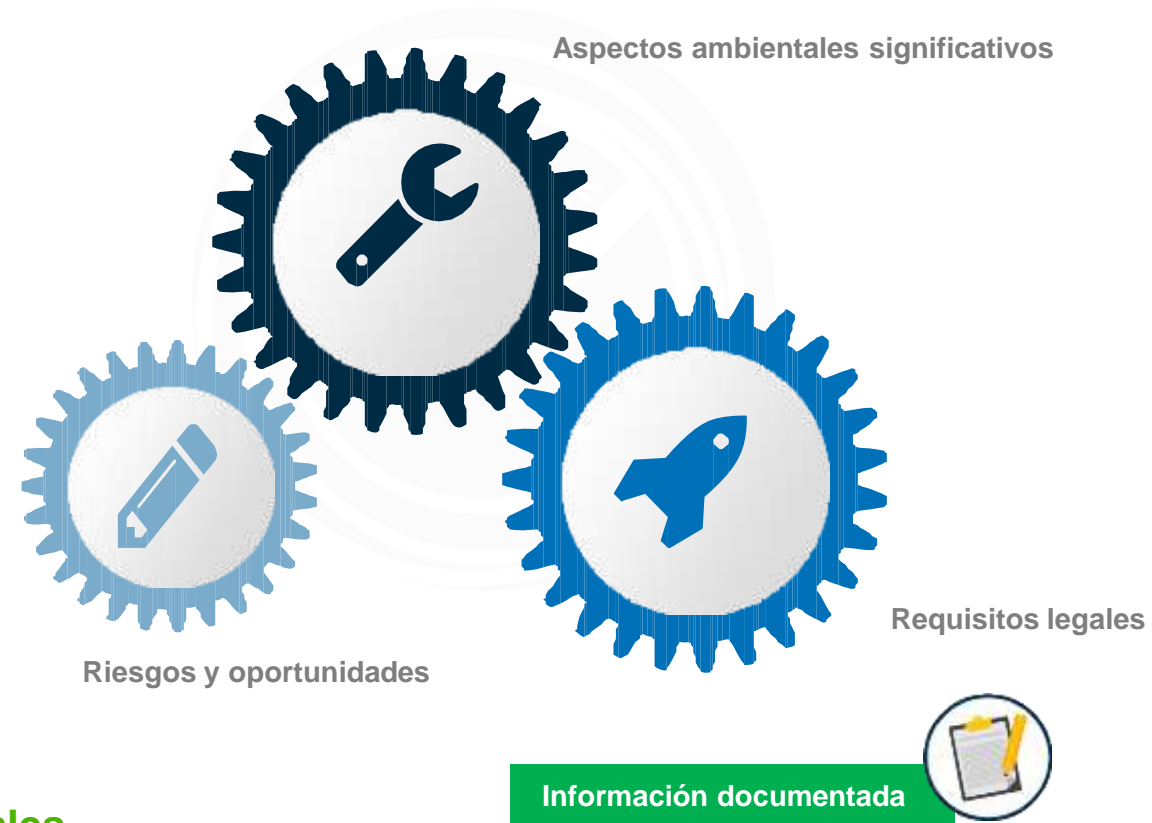 Aspectos ambientales significativos
Requisitos legales
Riesgos y oportunidades
Información documentada